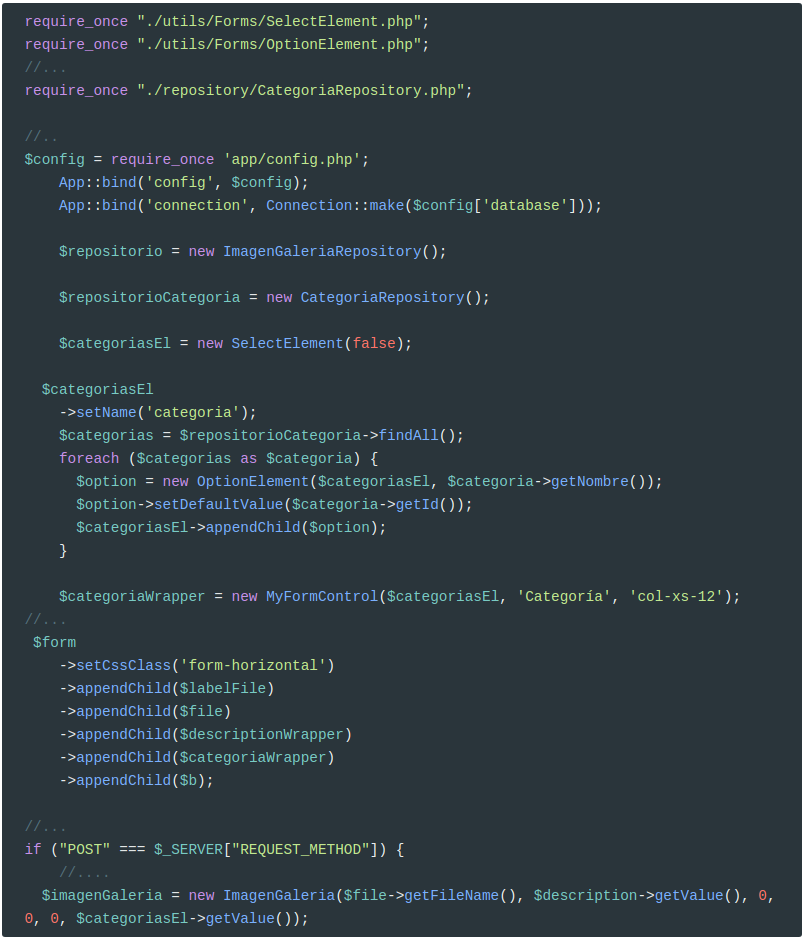 require_once "./utils/Forms/SelectElement.php";
require_once "./utils/Forms/OptionElement.php";
//...
require_once "./repository/CategoriaRepository.php";

//..
$config = require_once 'app/config.php';
    App::bind('config', $config);
    App::bind('connection', Connection::make($config['database']));

    $repositorio = new ImagenGaleriaRepository();

    $repositorioCategoria = new CategoriaRepository();

    $categoriasEl = new SelectElement(false);

  $categoriasEl
    ->setName('categoria');
    $categorias = $repositorioCategoria->findAll();
    foreach ($categorias as $categoria) {
      $option = new OptionElement($categoriasEl, $categoria->getNombre());
      $option->setDefaultValue($categoria->getId());
      $categoriasEl->appendChild($option);
    }

    $categoriaWrapper = new MyFormControl($categoriasEl, 'Categoría', 'col-xs-12');
//...
 $form
    ->setCssClass('form-horizontal')
    ->appendChild($labelFile)
    ->appendChild($file)
    ->appendChild($descriptionWrapper)
    ->appendChild($categoriaWrapper)
    ->appendChild($b);

//...
if ("POST" === $_SERVER["REQUEST_METHOD"]) {
    //....
  $imagenGaleria = new ImagenGaleria($file->getFileName(), $description->getValue(), 0,
0, 0, $categoriasEl->getValue());